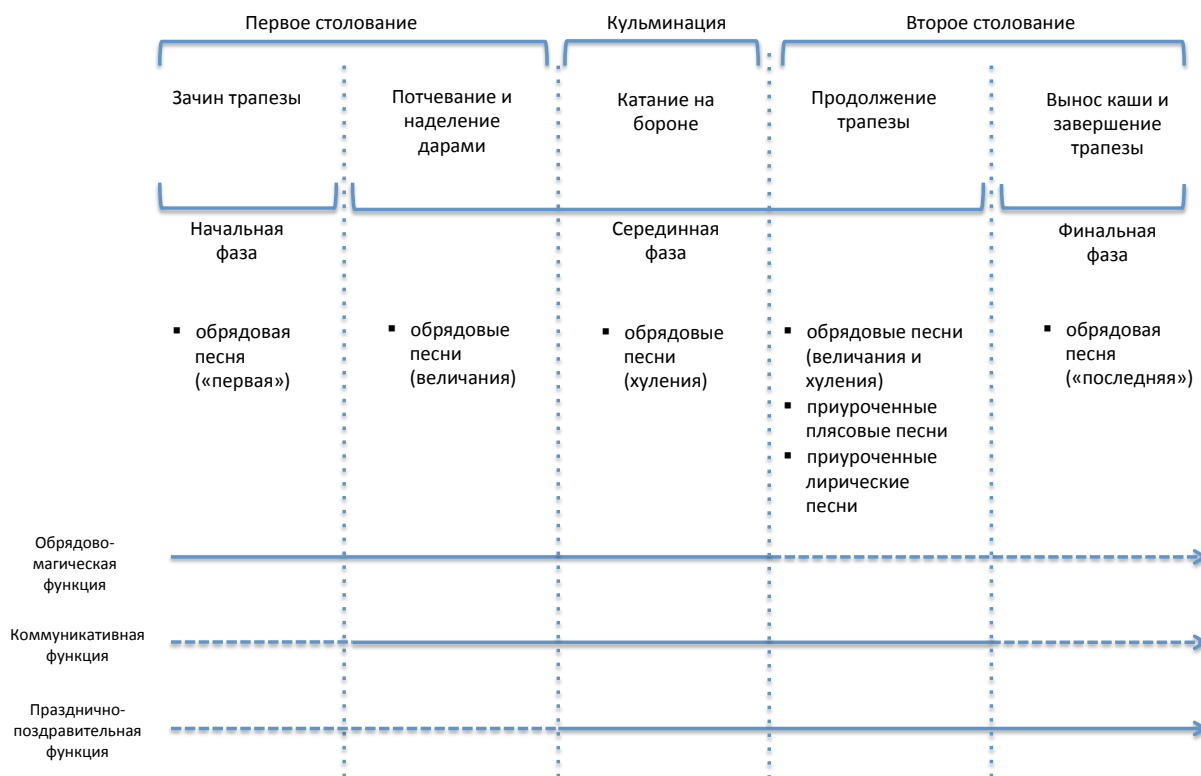 Первое столование
Кульминация
Второе столование
Зачин трапезы
Потчевание и
наделение
дарами
Катание на
бороне
Продолжение
трапезы
Вынос каши и
завершение
трапезы
Начальная
фаза
Серединная
фаза
Финальная
фаза
▪ обрядовая
песня
(«первая»)
▪ обрядовые
песни
(величания)
▪ обрядовые
песни
(хуления)
▪ обрядовые песни
(величания и
хуления)
▪ приуроченные
плясовые песни
▪ приуроченные
лирические
песни
▪ обрядовая
песня
(«последняя»)
Обрядово-
магическая
функция
Коммуникативная
функция
Празднично-
поздравительная
функция